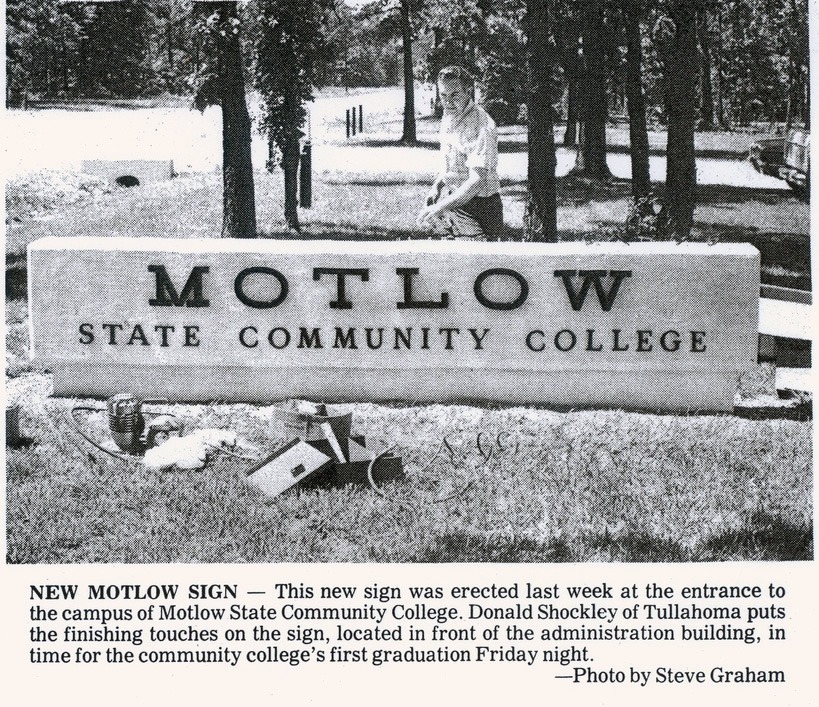 MOTLOW
STATE COMMUNITY COLLEGE
NEW MOTLOW SIGN — This new sign was erected last week at the entrance to
the campus of Motlow State Community College. Donald Shockley of Tullahoma puts
the finishing touches on the sign, located in front of the administration building, in
time for the community college's first graduation Friday night.
—Photo by Steve Graham